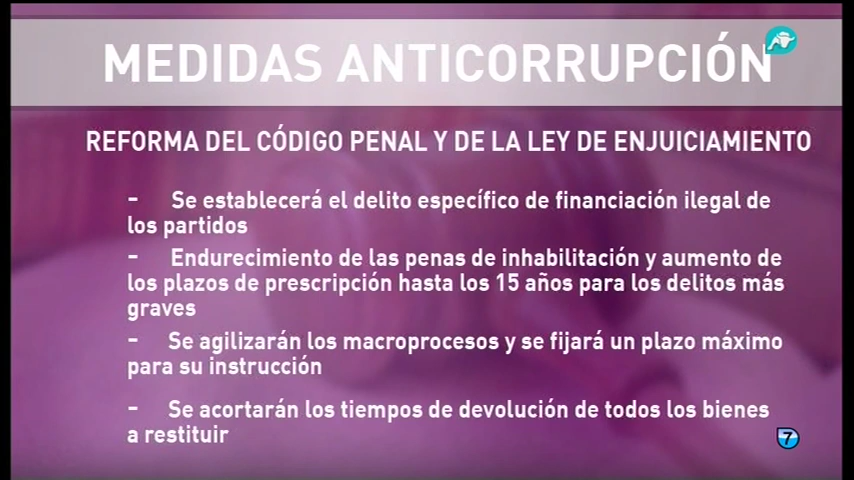 MEDIDAS ANTICORRUPCIÓN
REFORMA DEL CÓDIGO PENAL Y DE LA LEY DE ENJUICIAMIENTO
- Se establecerá el delito específico de financiación ilegal de
los partidos
- Endurecimiento de las penas de inhabilitación y aumento de
los plazos de prescripción hasta los 15 años para los delitos más
graves
- Se agilizarán los macroprocesos y se fijará un plazo máximo
para su instrucción
- Se acortarán los tiempos de devolución de todos los bienes
a restituir
7